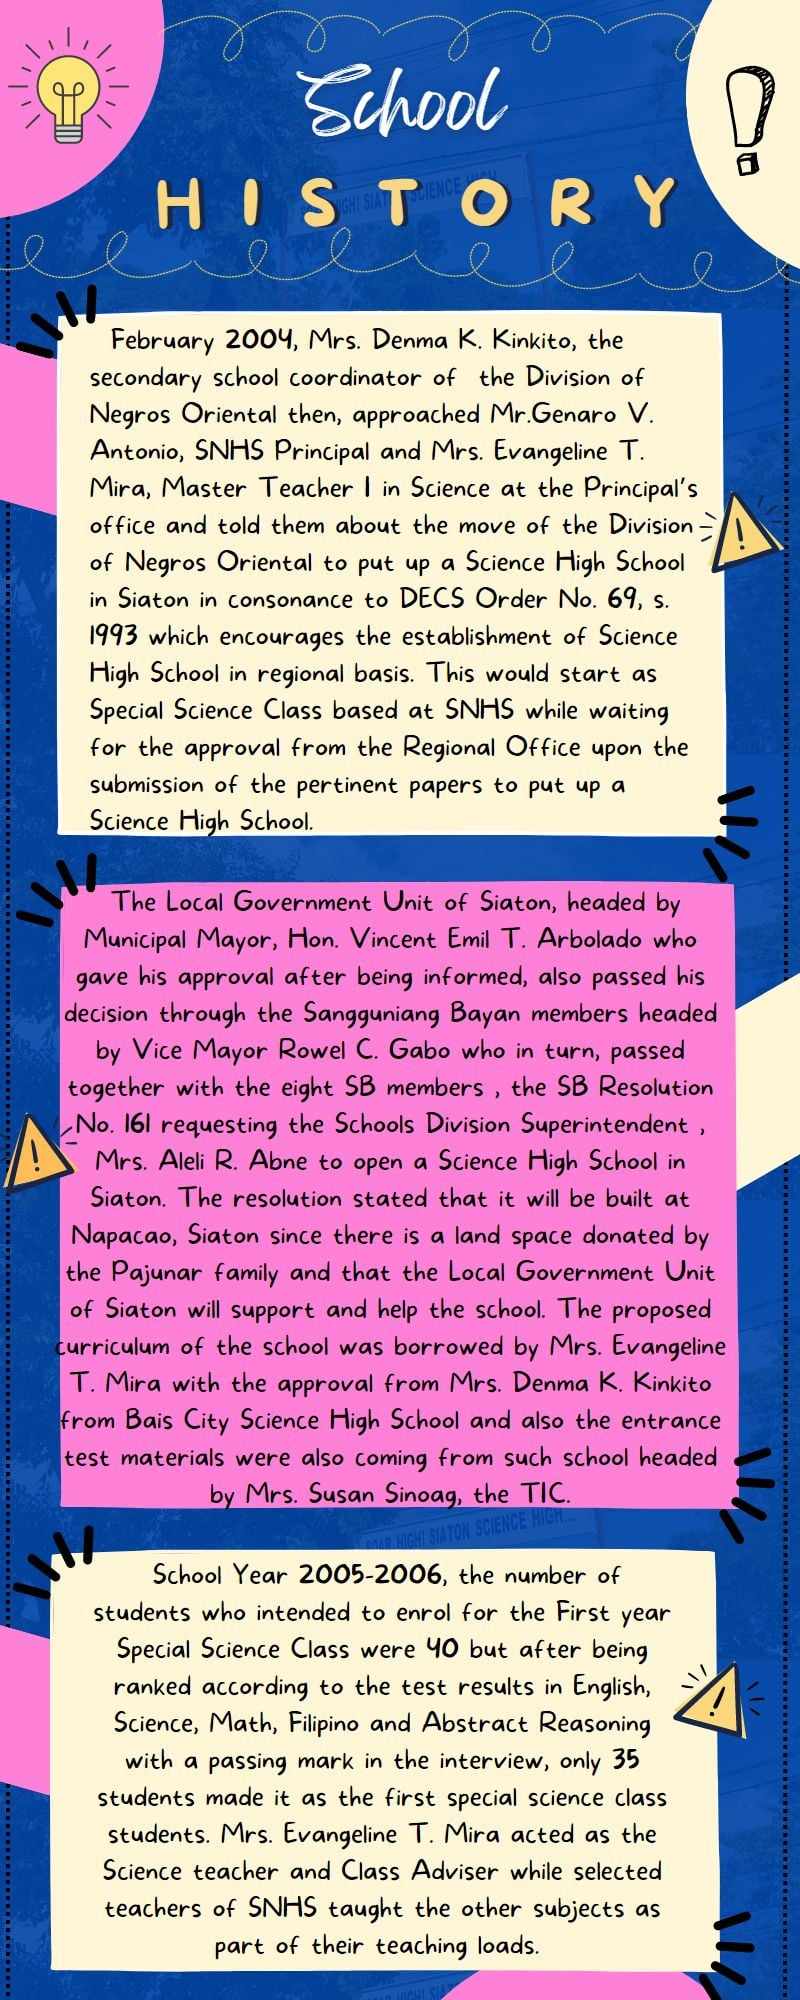 School
HISTORY
February 2004, Mrs. Denma K. Kinkito, the
secondary school coordinator of the Division of
Negros Oriental then, approached Mr.Genaro V.
Antonio, SNHS Principal and Mrs. Evangeline T.
Mira, Master Teacher I in Science at the Principal's
office and told them about the move of the Division
of Negros Oriental to put up a Science High School
in Siaton in consonance to DECS Order No. 69, s.
1993 which encourages the establishment of Science
High School in regional basis. This would start as
Special Science Class based at SNHS while waiting
for the approval from the Regional Office upon the
submission of the pertinent papers to put up a
Science High School.
The Local Government Unit of Siaton, headed by
Municipal Mayor, Hon. Vincent Emil T. Arbolado who
gave his approval after being informed, also passed his
decision through the Sangguniang Bayan members headed
by Vice Mayor Rowel C. Gabo who in turn, passed
together with the eight SB members , the SB Resolution
No. 161 requesting the Schools Division Superintendent ,
Mrs. Aleli R. Abne to open a Science High School in
Siaton. The resolution stated that it will be built at
Napacao, Siaton since there is a land space donated by
the Pajunar family and that the Local Government Unit
of Siaton will support and help the school. The proposed
curriculum of the school was borrowed by Mrs. Evangeline
T. Mira with the approval from Mrs. Denma K. Kinkito
from Bais City Science High School and also the entrance
test materials were also coming from such school headed
by Mrs. Susan Sinoag, the TIC.
SOAR HIGH! SIATON SCIENCE HIGH
School Year 2005-2006, the number of
students who intended to enrol for the First year
Special Science Class were 40 but after being
ranked according to the test results in English,
Science, Math, Filipino and Abstract Reasoning
with a passing mark in the interview, only 35
students made it as the first special science class
students. Mrs. Evangeline T. Mira acted as the
Science teacher and Class Adviser while selected
teachers of SNHS taught the other subjects as
part of their teaching loads.